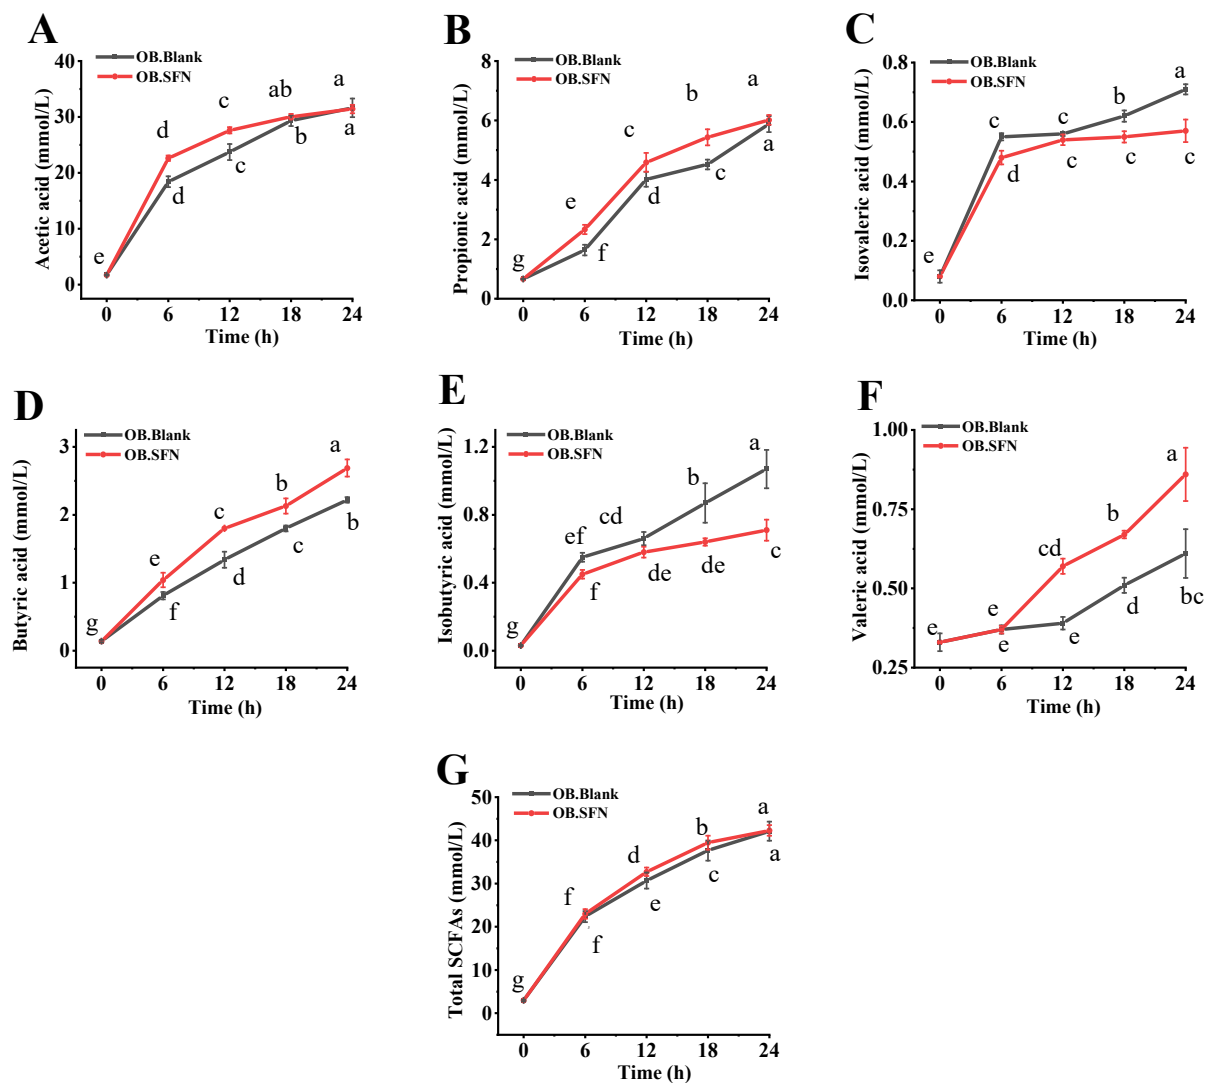 A
OB.Blank
OB.SFN
Acetic acid (mmol/L)
40
30
20
10
0
e
d
d
c
c
ab
b
a
a
0 6 12 18 24
Time (h)
B
OB.Blank
OB.SFN
Propionic acid (mmol/L)
8
6
4
2
0
g
e
f
c
d
b
c
a
a
0 6 12 18 24
Time (h)
C
OB.Blank
OB.SFN
Isovaleric acid (mmol/L)
0.8
0.6
0.4
0.2
0.0
e
c
d
c
c
b
c
a
c
0 6 12 18 24
Time (h)
D
OB.Blank
OB.SFN
Butyric acid (mmol/L)
3
2
1
0
g
e
f
c
d
b
c
a
b
0 6 12 18 24
Time (h)
E
OB.Blank
OB.SFN
Isobutyric acid (mmol/L)
1.2
0.8
0.4
0.0
g
ef
f
cd
de
b
de
a
c
0 6 12 18 24
Time (h)
F
OB.Blank
OB.SFN
Valeric acid (mmol/L)
1.00
0.75
0.50
0.25
e
e
e
cd
e
b
d
a
bc
0 6 12 18 24
Time (h)
G
OB.Blank
OB.SFN
Total SCFAs (mmol/L)
50
40
30
20
10
0
g
f
f
d
e
b
c
a
a
0 6 12 18 24
Time (h)